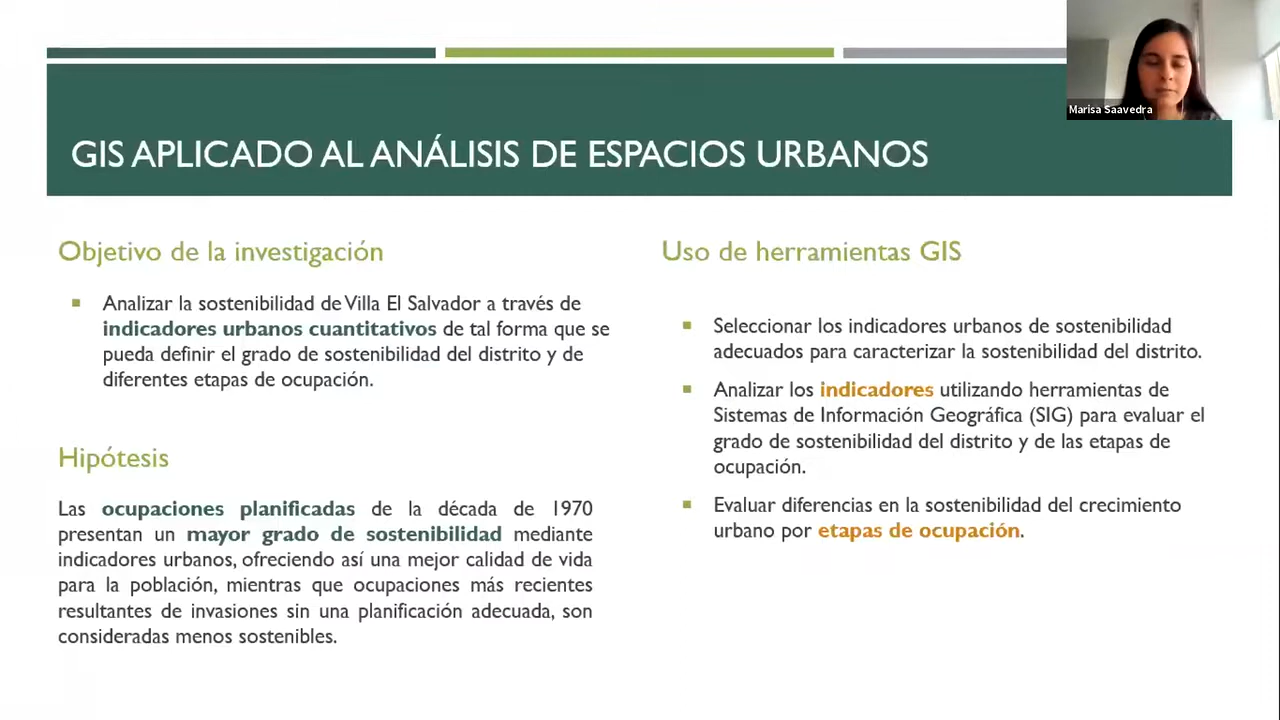 Marisa Saavedra
GIS APLICADO AL ANÁLISIS DE ESPACIOS URBANOS
Objetivo de la investigación
Analizar la sostenibilidad de Villa El Salvador a través de
indicadores urbanos cuantitativos de tal forma que se
pueda definir el grado de sostenibilidad del distrito y de
diferentes etapas de ocupación.
Hipótesis
Las ocupaciones planificadas de la década de 1970
presentan un mayor grado de sostenibilidad mediante
indicadores urbanos, ofreciendo así una mejor calidad de vida
para la población, mientras que ocupaciones más recientes
resultantes de invasiones sin una planificación adecuada, son
consideradas menos sostenibles.
Uso de herramientas GIS
Seleccionar los indicadores urbanos de sostenibilidad
adecuados para caracterizar la sostenibilidad del distrito.
Analizar los indicadores utilizando herramientas de
Sistemas de Información Geográfica (SIG) para evaluar el
grado de sostenibilidad del distrito y de las etapas de
ocupación.
Evaluar diferencias en la sostenibilidad del crecimiento
urbano por etapas de ocupación.